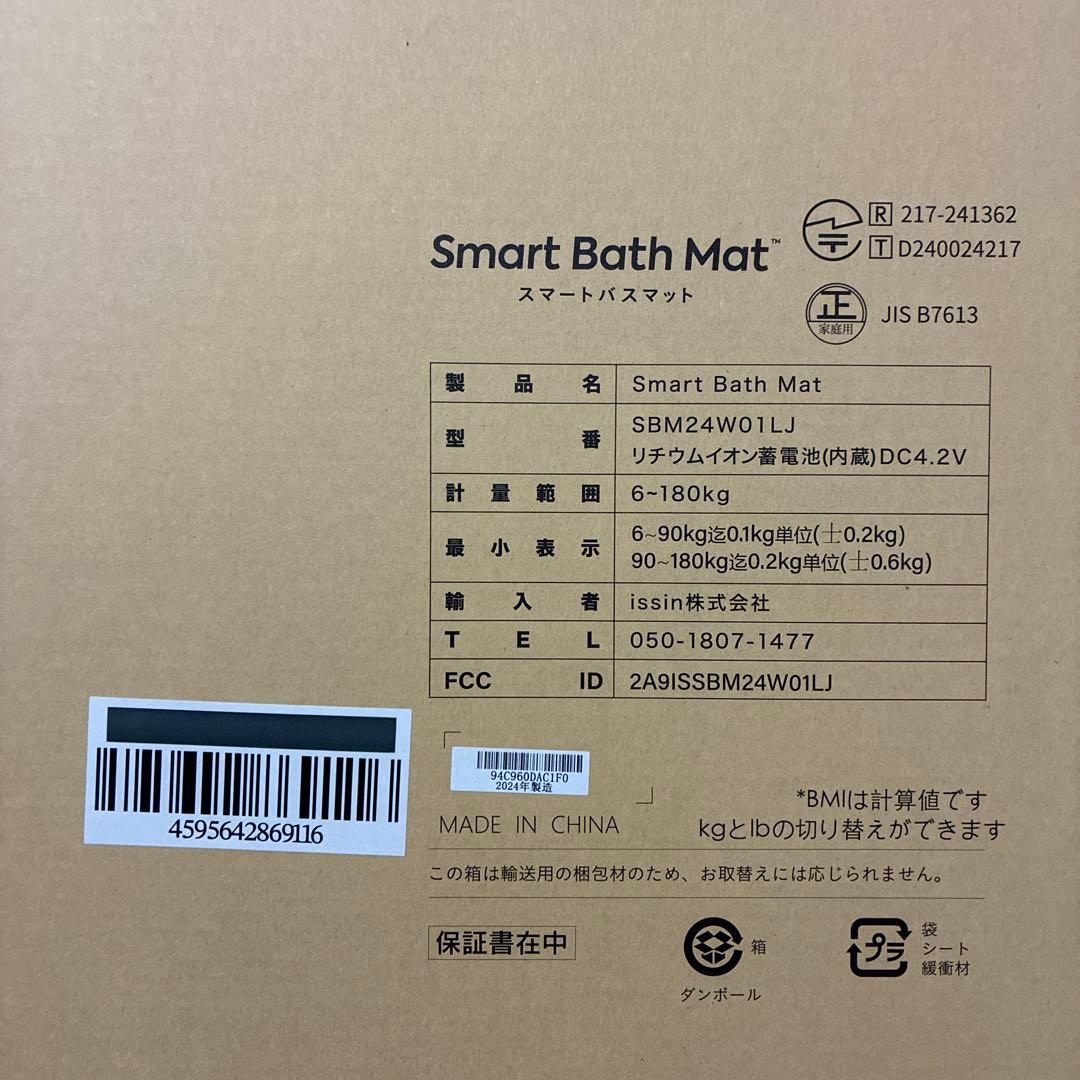 Smart Bath Mat™
スマートバスマット
R 217-241362
T D240024217
正
家庭用
JIS B7613
製品名 Smart Bath Mat
型番 SBM24W01LJ
リチウムイオン蓄電池(内蔵)DC4.2V
計量範囲 6~180kg
最小表示 6~90kg迄0.1kg単位(士0.2kg)
90~180kg迄0.2kg単位(士0.6kg)
輸入者 issin株式会社
TEL 050-1807-1477
FCC ID 2A9ISSBM24W01LJ
4595642869116
94C960DAC1F0
2024年製造
MADE IN CHINA
*BMIは計算値です
kgとlbの切り替えができます
この箱は輸送用の梱包材のため、お取替えには応じられません。
保証書在中
箱
ダンボール
プラ
袋
シート
緩衝材